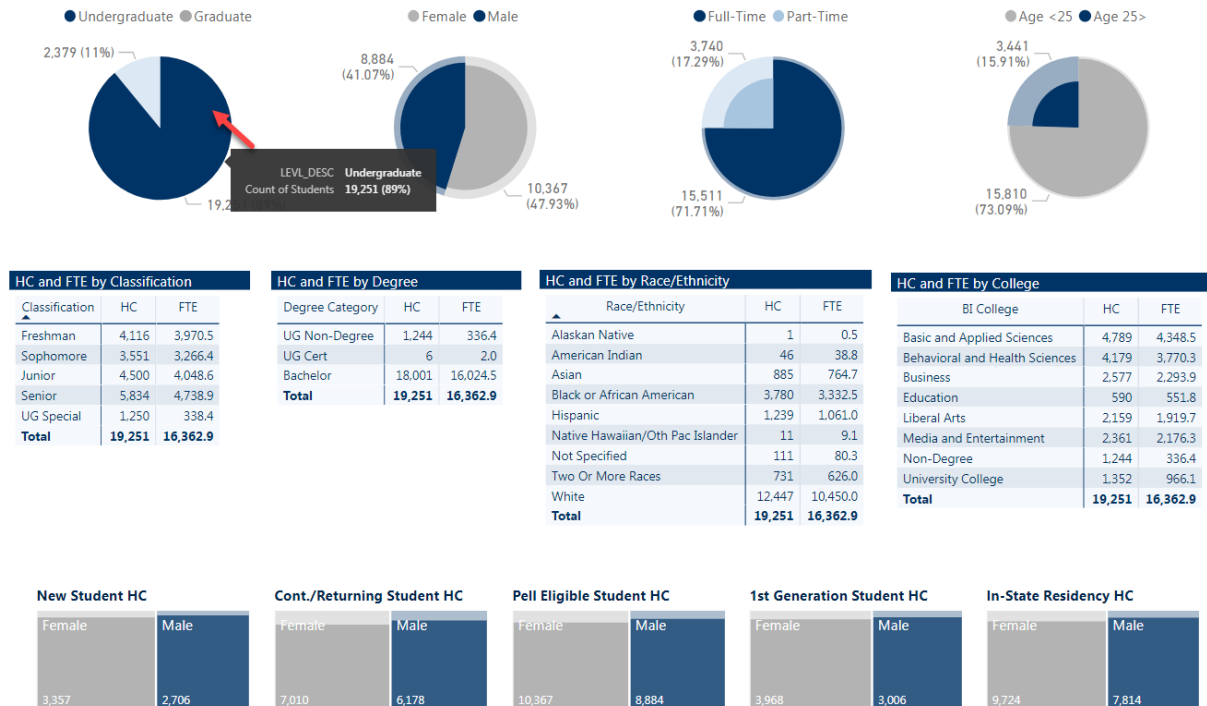 Undergraduate Graduate
Female Male
Full-Time Part-Time
Age <25 Age 25>
2,379 (11%)
8,884
(41.07%)
3,740
(17.29%)
3,441
(15.91%)
LEVL_DESC Undergraduate
Count of Students 19,251 (89%)
10,367
(47.93%)
15,511
(71.71%)
15,810
(73.09%)
HC and FTE by Classification
Classification HC FTE
Freshman 4,116 3,970.5
Sophomore 3,551 3,266.4
Junior 4,500 4,048.6
Senior 5,834 4,738.9
UG Special 1,250 338.4
Total 19,251 16,362.9
HC and FTE by Degree
Degree Category HC FTE
UG Non-Degree 1,244 336.4
UG Cert 6 2.0
Bachelor 18,001 16,024.5
Total 19,251 16,362.9
HC and FTE by Race/Ethnicity
Race/Ethnicity HC FTE
Alaskan Native 1 0.5
American Indian 46 38.8
Asian 885 764.7
Black or African American 3,780 3,332.5
Hispanic 1,239 1,061.0
Native Hawaiian/Oth Pac Islander 11 9.1
Not Specified 111 80.3
Two Or More Races 731 626.0
White 12,447 10,450.0
Total 19,251 16,362.9
HC and FTE by College
BI College HC FTE
Basic and Applied Sciences 4,789 4,348.5
Behavioral and Health Sciences 4,179 3,770.3
Business 2,577 2,293.9
Education 590 551.8
Liberal Arts 2,159 1,919.7
Media and Entertainment 2,361 2,176.3
Non-Degree 1,244 336.4
University College 1,352 966.1
Total 19,251 16,362.9
New Student HC
Female Male
3,357 2,706
Cont./Returning Student HC
Female Male
7,010 6,178
Pell Eligible Student HC
Female Male
10,367 8,884
1st Generation Student HC
Female Male
3,968 3,006
In-State Residency HC
Female Male
9,724 7,814